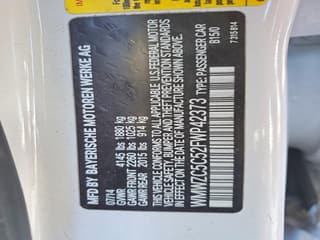 MFD BY BAYERISCHE MOTOREN WERKE AG
07/14
GVWR 4145 lbs 1880 kg
GAWR FRONT 2260 lbs 1025 kg
GAWR REAR 2015 lbs 914 kg
THIS VEHICLE CONFORMS TO ALL APPLICABLE U.S. FEDERAL MOTOR
VEHICLE SAFETY, BUMPER AND THEFT PREVENTION STANDARDS
IN EFFECT ON THE DATE OF MANUFACTURE SHOWN ABOVE.
WMWZC5C52FWP42373 TYPE: PASSENGER CAR
B150
7315814